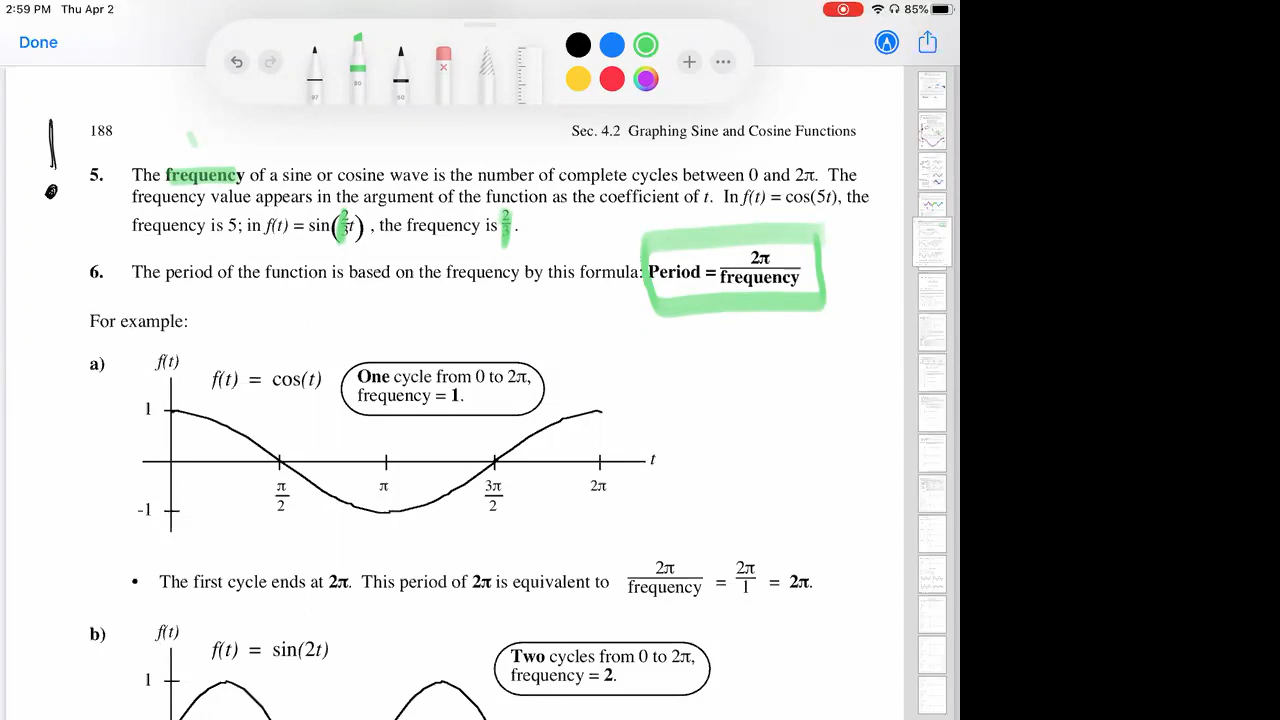 2:59 PM Thu Apr 2
85%
Done
97
80
50
188
Sec. 4.2 Graphing Sine and Cosine Functions
5. The frequency of a sine or cosine wave is the number of complete cycles between 0 and 2π. The
appears in the argument of the function as the coefficient of t. In f(t) = cos(5t), the
frequency is 5; in f(t) = sin(2/3 t), the frequency is 2/3
6. The period of the function is based on the frequency by this formula: Period = 2π/frequency
For example:
a) f(t) f(t) = cos(t)
One cycle from 0 to 2π,
frequency = 1.
1
t
π/2 π 3π/2 2π
-1
• The first cycle ends at 2π. This period of 2π is equivalent to 2π/frequency = 2π/1 = 2π.
b) f(t) f(t) = sin(2t)
Two cycles from 0 to 2π,
frequency = 2.
1